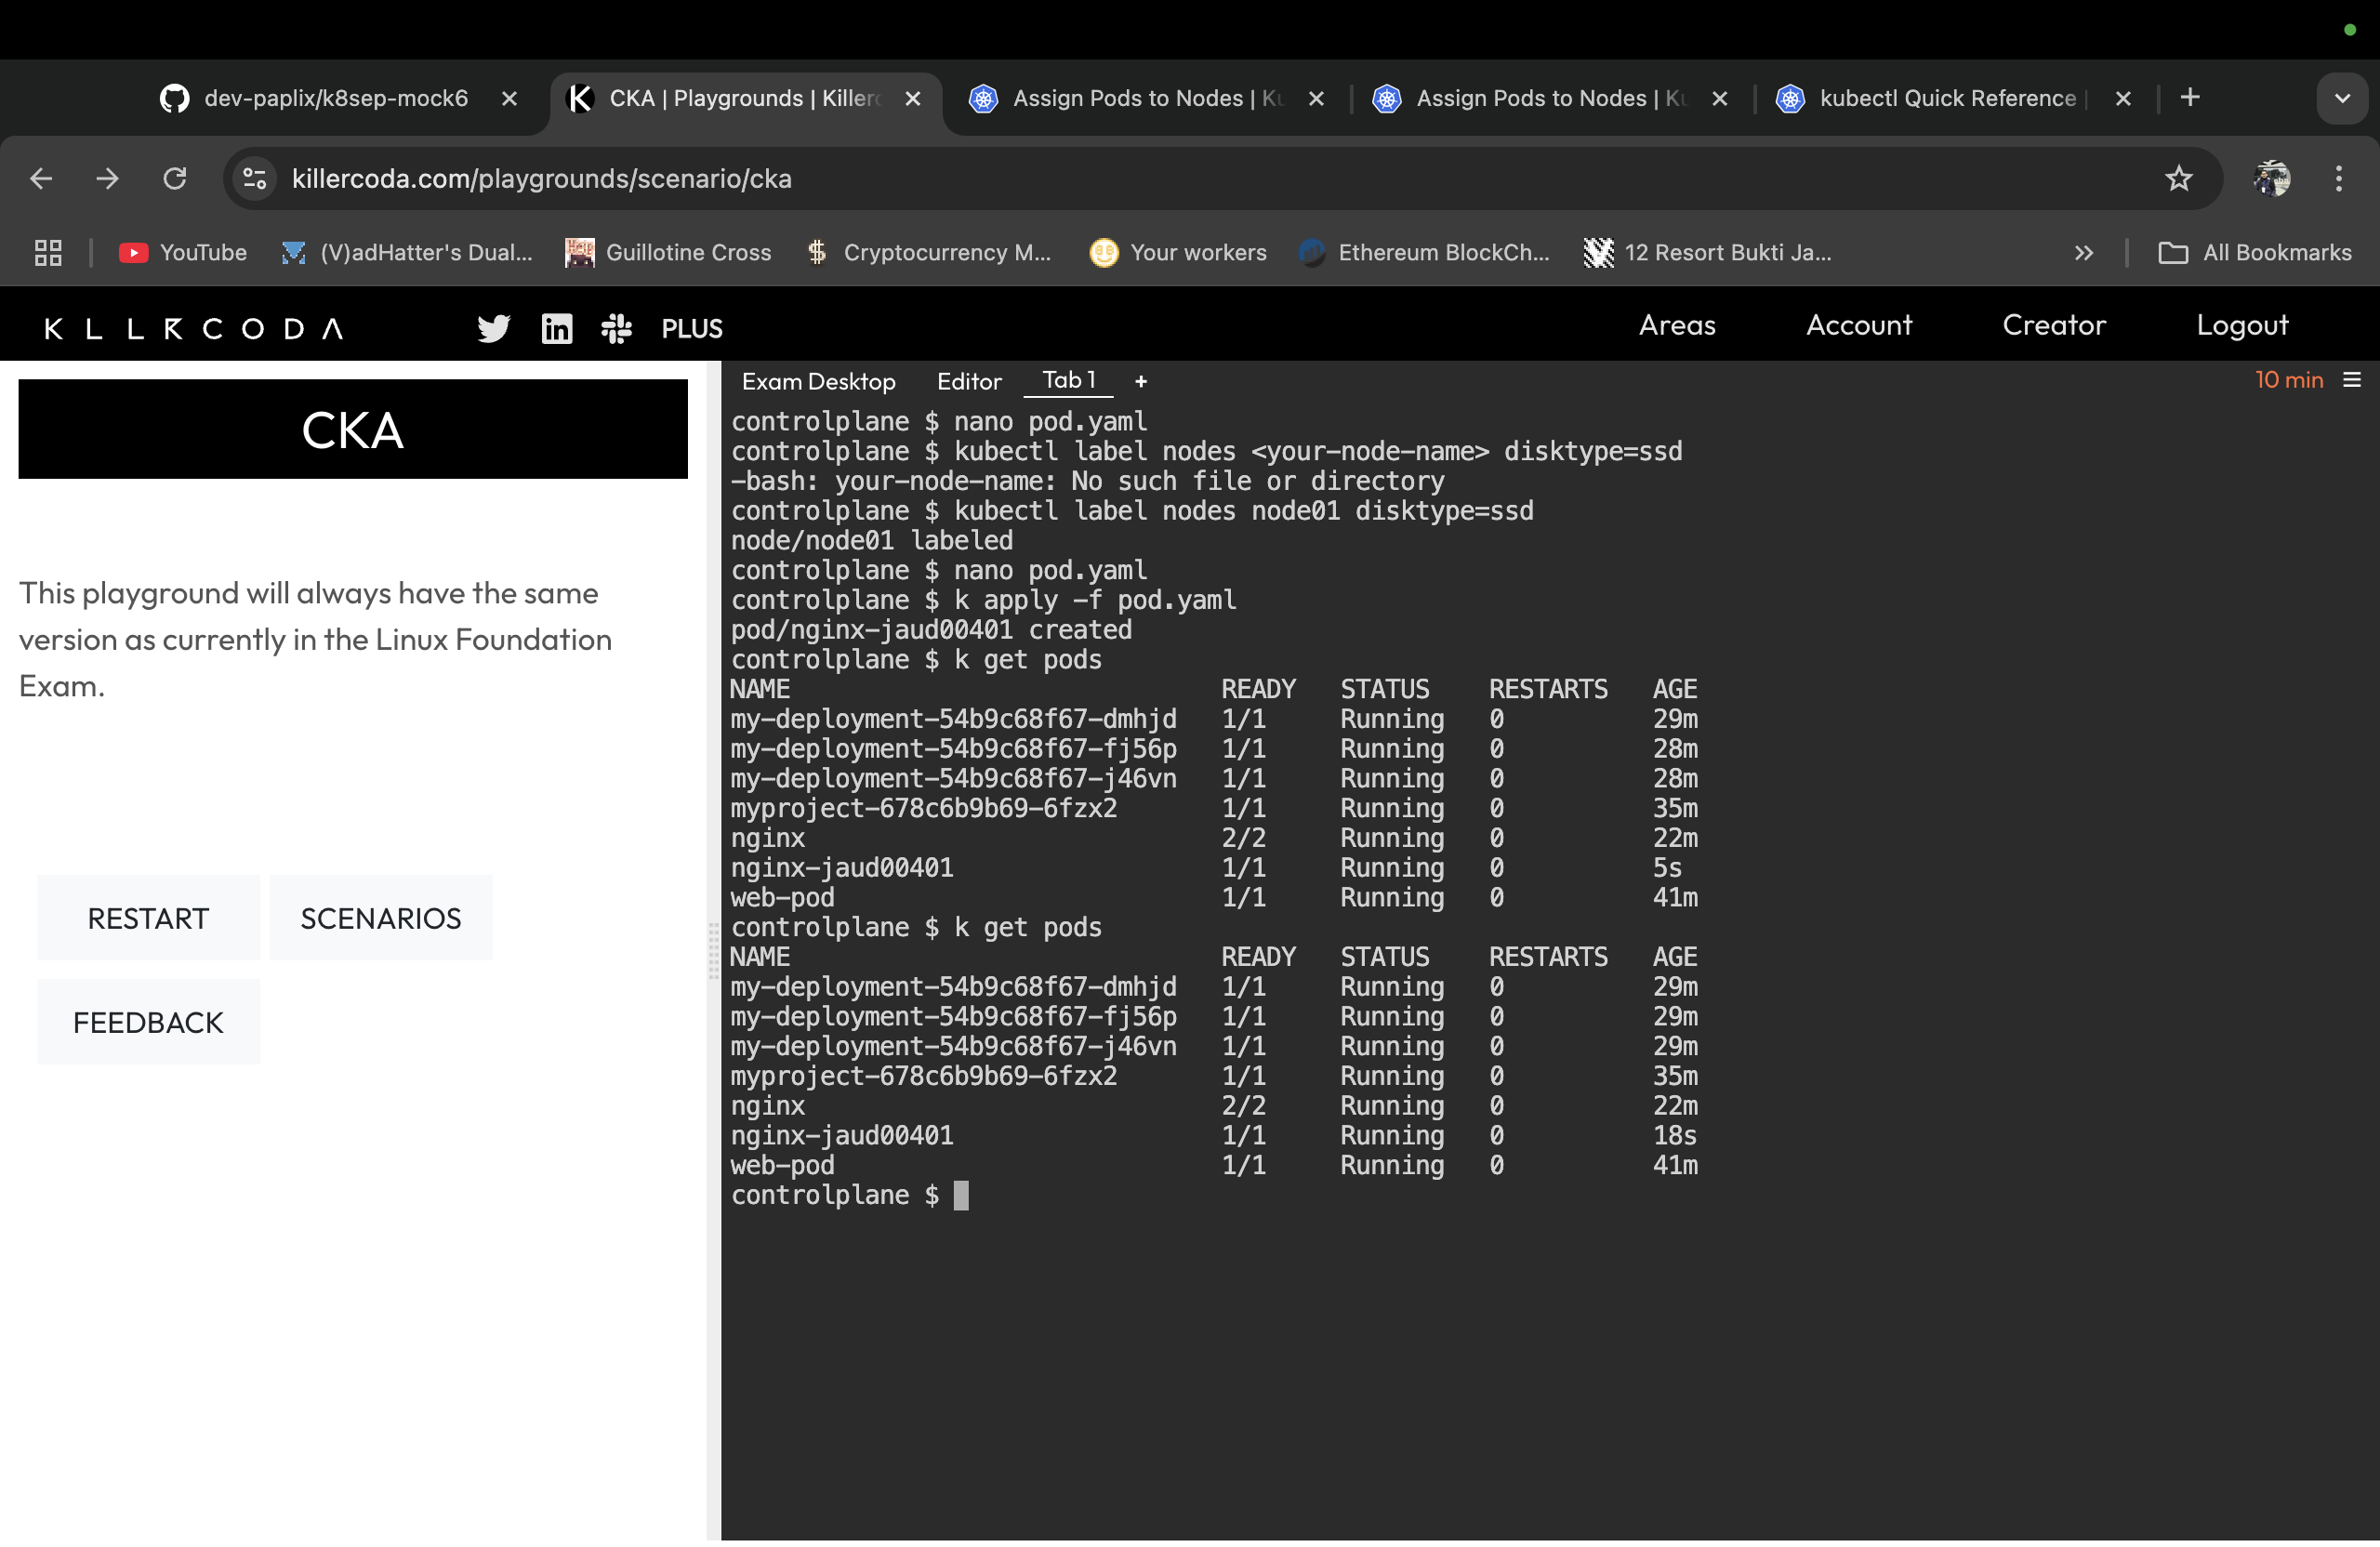 dev-paplix/k8sep-mock6
CKA | Playgrounds | Killerc
Assign Pods to Nodes | Ku
Assign Pods to Nodes | Ku
kubectl Quick Reference |
killercoda.com/playgrounds/scenario/cka
YouTube
(V)adHatter's Dual...
Guillotine Cross
Cryptocurrency M...
Your workers
Ethereum BlockCh...
12 Resort Bukti Ja...
All Bookmarks
KILLERCODA
PLUS
Areas
Account
Creator
Logout
CKA
This playground will always have the same
version as currently in the Linux Foundation
Exam.
RESTART
SCENARIOS
FEEDBACK
Exam Desktop
Editor
Tab 1
+
10 min
controlplane $ nano pod.yaml
controlplane $ kubectl label nodes <your-node-name> disktype=ssd
-bash: your-node-name: No such file or directory
controlplane $ kubectl label nodes node01 disktype=ssd
node/node01 labeled
controlplane $ nano pod.yaml
controlplane $ k apply -f pod.yaml
pod/nginx-jaud00401 created
controlplane $ k get pods
NAME READY STATUS RESTARTS AGE
my-deployment-54b9c68f67-dmhjd 1/1 Running 0 29m
my-deployment-54b9c68f67-fj56p 1/1 Running 0 28m
my-deployment-54b9c68f67-j46vn 1/1 Running 0 28m
myproject-678c6b9b69-6fzx2 1/1 Running 0 35m
nginx 2/2 Running 0 22m
nginx-jaud00401 1/1 Running 0 5s
web-pod 1/1 Running 0 41m
controlplane $ k get pods
NAME READY STATUS RESTARTS AGE
my-deployment-54b9c68f67-dmhjd 1/1 Running 0 29m
my-deployment-54b9c68f67-fj56p 1/1 Running 0 29m
my-deployment-54b9c68f67-j46vn 1/1 Running 0 29m
myproject-678c6b9b69-6fzx2 1/1 Running 0 35m
nginx 2/2 Running 0 22m
nginx-jaud00401 1/1 Running 0 18s
web-pod 1/1 Running 0 41m
controlplane $